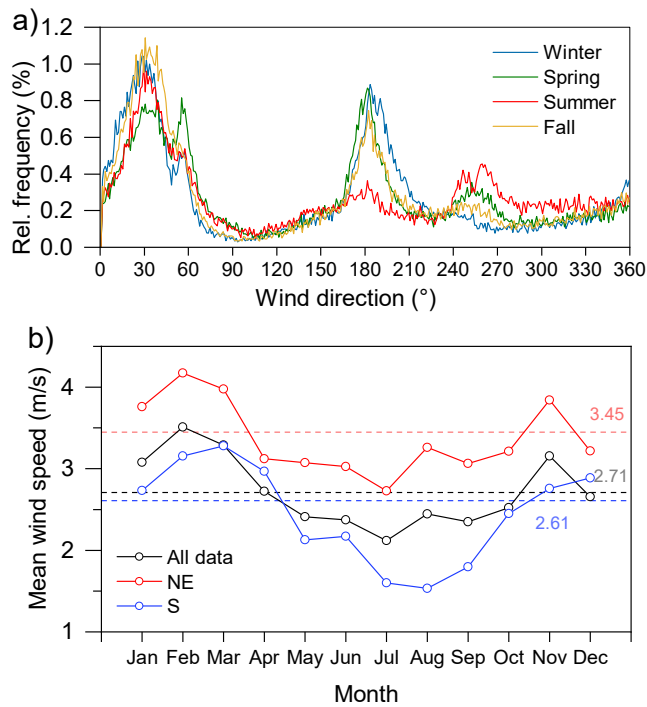 a)
Rel. frequency (%)
1.2
1.0
0.8
0.6
0.4
0.2
0.0
Winter
Spring
Summer
Fall
0 30 60 90 120 150 180 210 240 270 300 330 360
Wind direction (°)
b)
Mean wind speed (m/s)
4
3
2
1
3.45
2.71
2.61
All data
NE
S
Jan Feb Mar Apr May Jun Jul Aug Sep Oct Nov Dec
Month